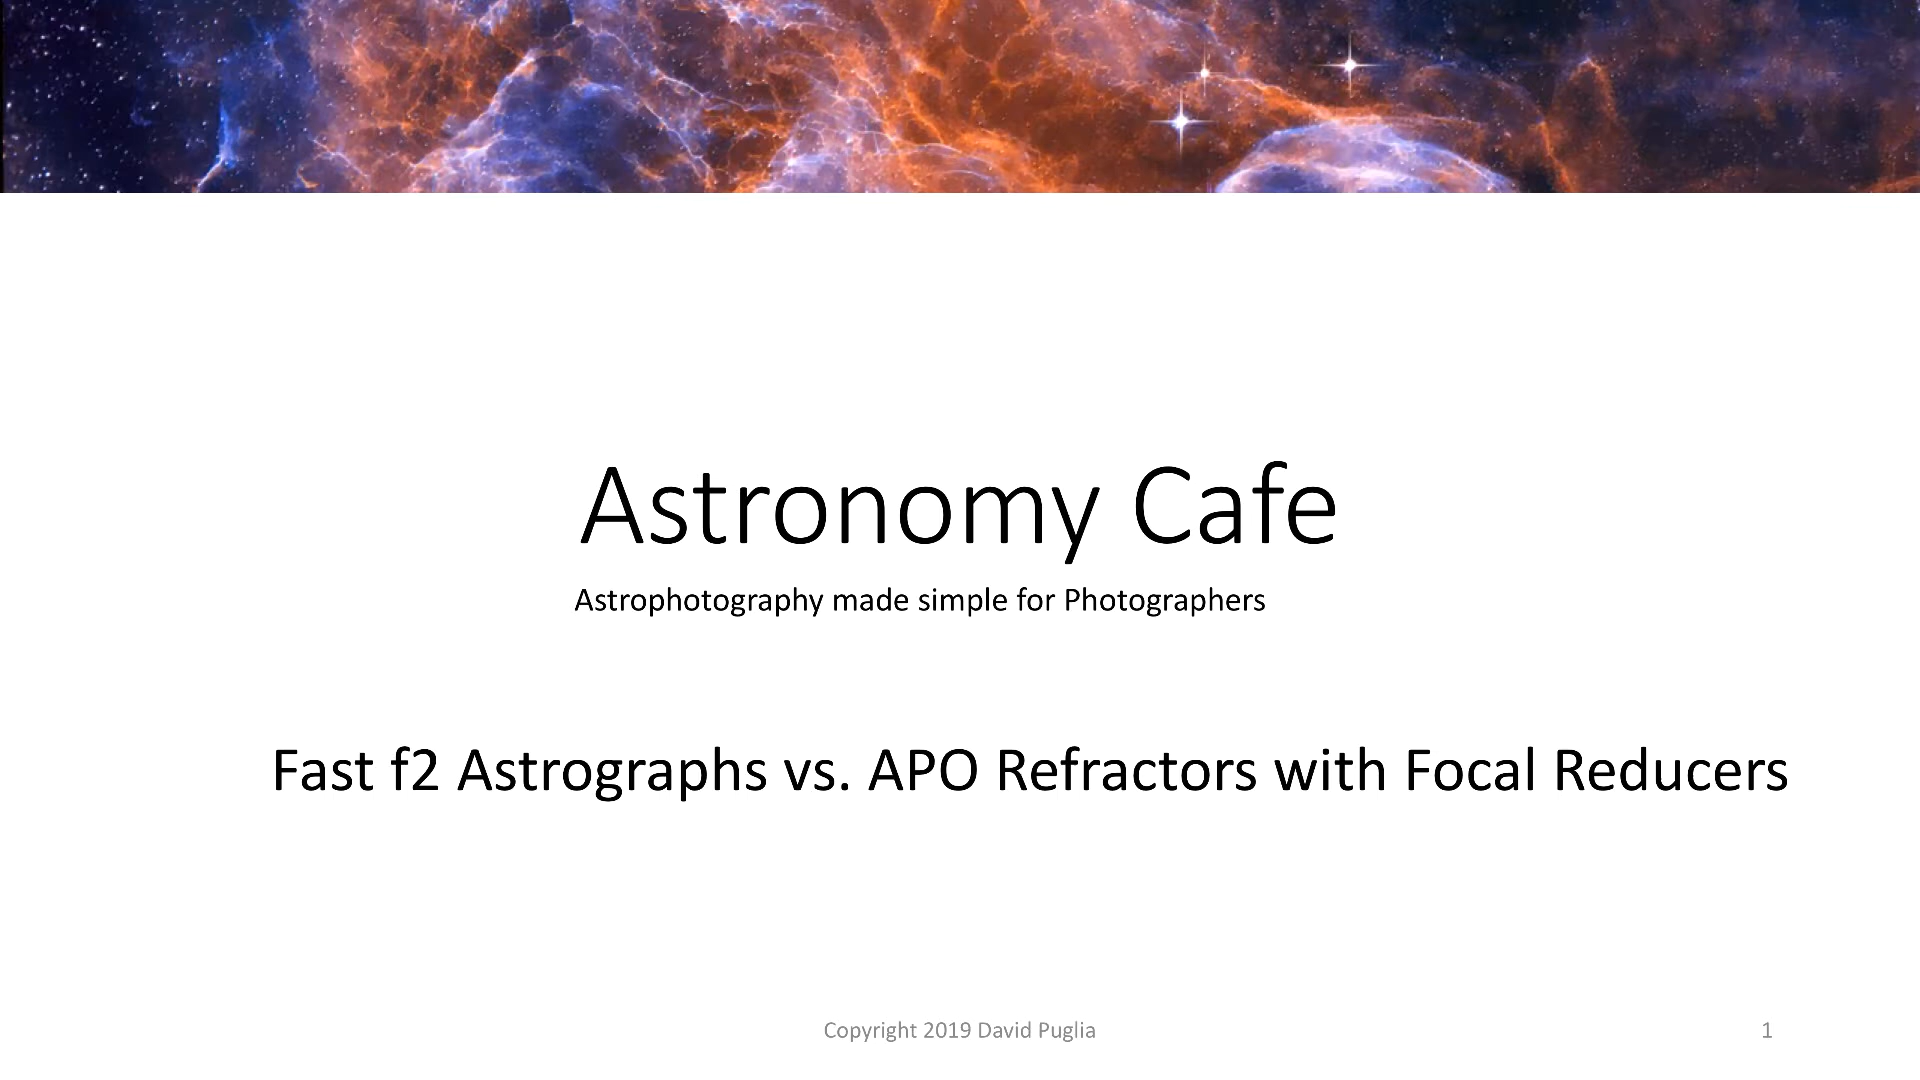 Astronomy Cafe
Astrophotography made simple for Photographers
Fast f2 Astrographs vs. APO Refractors with Focal Reducers
Copyright 2019 David Puglia
1